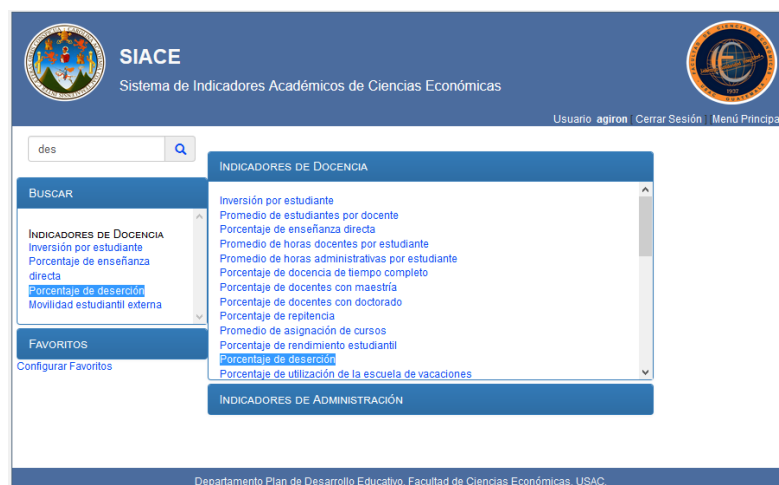 SIACE
Sistema de Indicadores Académicos de Ciencias Económicas
Usuario agiron | Cerrar Sesión | Menú Principa
des
BUSCAR
INDICADORES DE DOCENCIA
Inversión por estudiante
Porcentaje de enseñanza
directa
Porcentaje de deserción
Movilidad estudiantil externa
FAVORITOS
Configurar Favoritos
INDICADORES DE DOCENCIA
Inversión por estudiante
Promedio de estudiantes por docente
Porcentaje de enseñanza directa
Promedio de horas docentes por estudiante
Promedio de horas administrativas por estudiante
Porcentaje de docencia de tiempo completo
Porcentaje de docentes con maestría
Porcentaje de docentes con doctorado
Porcentaje de repitencia
Promedio de asignación de cursos
Porcentaje de rendimiento estudiantil
Porcentaje de deserción
Porcentaje de utilización de la escuela de vacaciones
INDICADORES DE ADMINISTRACIÓN
Departamento Plan de Desarrollo Educativo, Facultad de Ciencias Económicas, USAC.